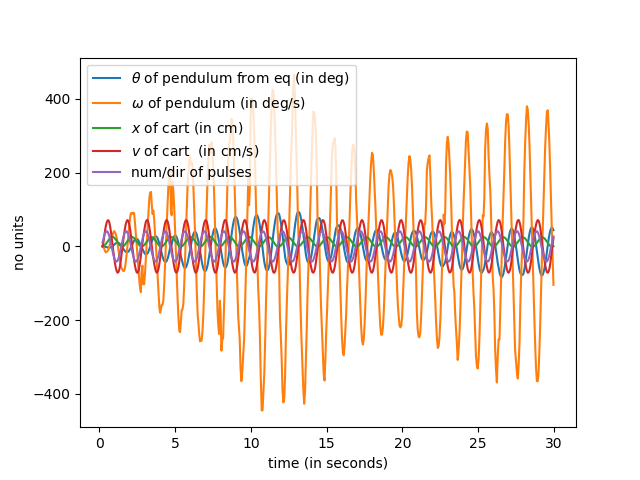 θ of pendulum from eq (in deg)
ω of pendulum (in deg/s)
x of cart (in cm)
v of cart (in cm/s)
num/dir of pulses
no units
400
200
0
−200
−400
0 5 10 15 20 25 30
time (in seconds)